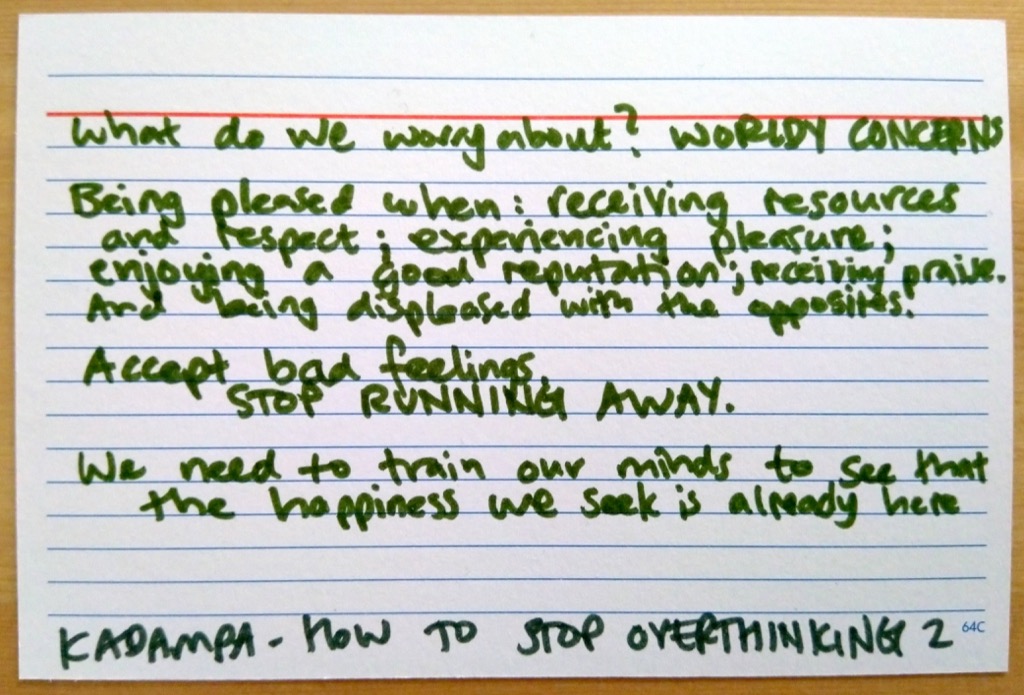 What do we worry about? WORLDY CONCERNS
Being pleased when: receiving resources
and respect; experiencing pleasure;
enjoying a good reputation; receiving praise.
And being displeased with the opposites.
Accept bad feelings.
STOP RUNNING AWAY.
We need to train our minds to see that
the happiness we seek is already here
KADAMPA - HOW TO STOP OVERTHINKING 2
64C